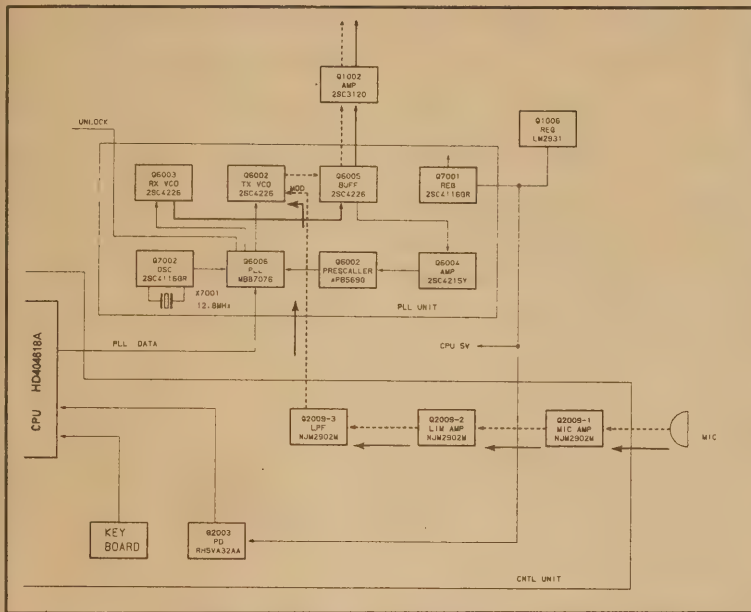 Q1002
AMP
2SC3120
Q1006
REG
LM2931
UNLOCK
Q6003
RX VCO
2SC4226
Q6002
TX VCO
2SC4226
MOD
Q6005
BUFF
2SC4226
Q7001
REG
2SC4116GR
Q7002
OSC
2SC4116GR
X7001
12.8MHz
Q6006
PLL
MB87076
Q6002
PRESCALLER
μPB569G
Q6004
AMP
2SC4215Y
PLL UNIT
CPU HD404618A
PLL DATA
CPU 5V
Q2009-3
LPF
NJM2902M
Q2009-2
LIM AMP
NJM2902M
Q2009-1
MIC AMP
NJM2902M
MIC
KEY
BOARD
Q2003
PD
RH5VA32AA
CNTL UNIT